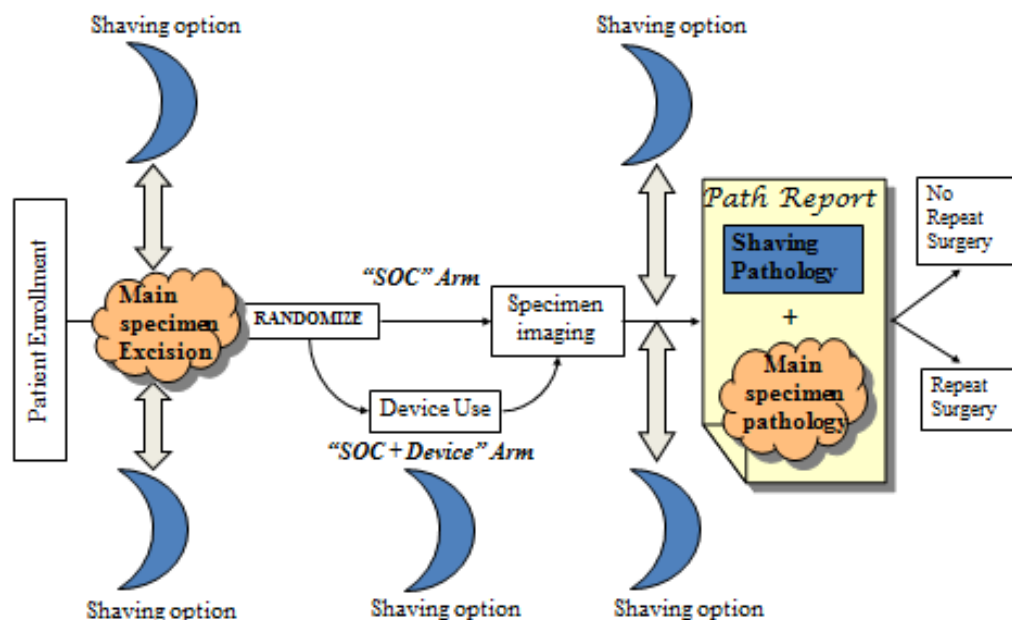 Shaving option
Shaving option
Patient Enrollment
Main
specimen
Excision
RANDOMIZE
"SOC" Arm
Specimen
imaging
Device Use
"SOC + Device" Arm
Path Report
Shaving
Pathology
+
Main
specimen
pathology
No
Repeat
Surgery
Repeat
Surgery
Shaving option
Shaving option
Shaving option